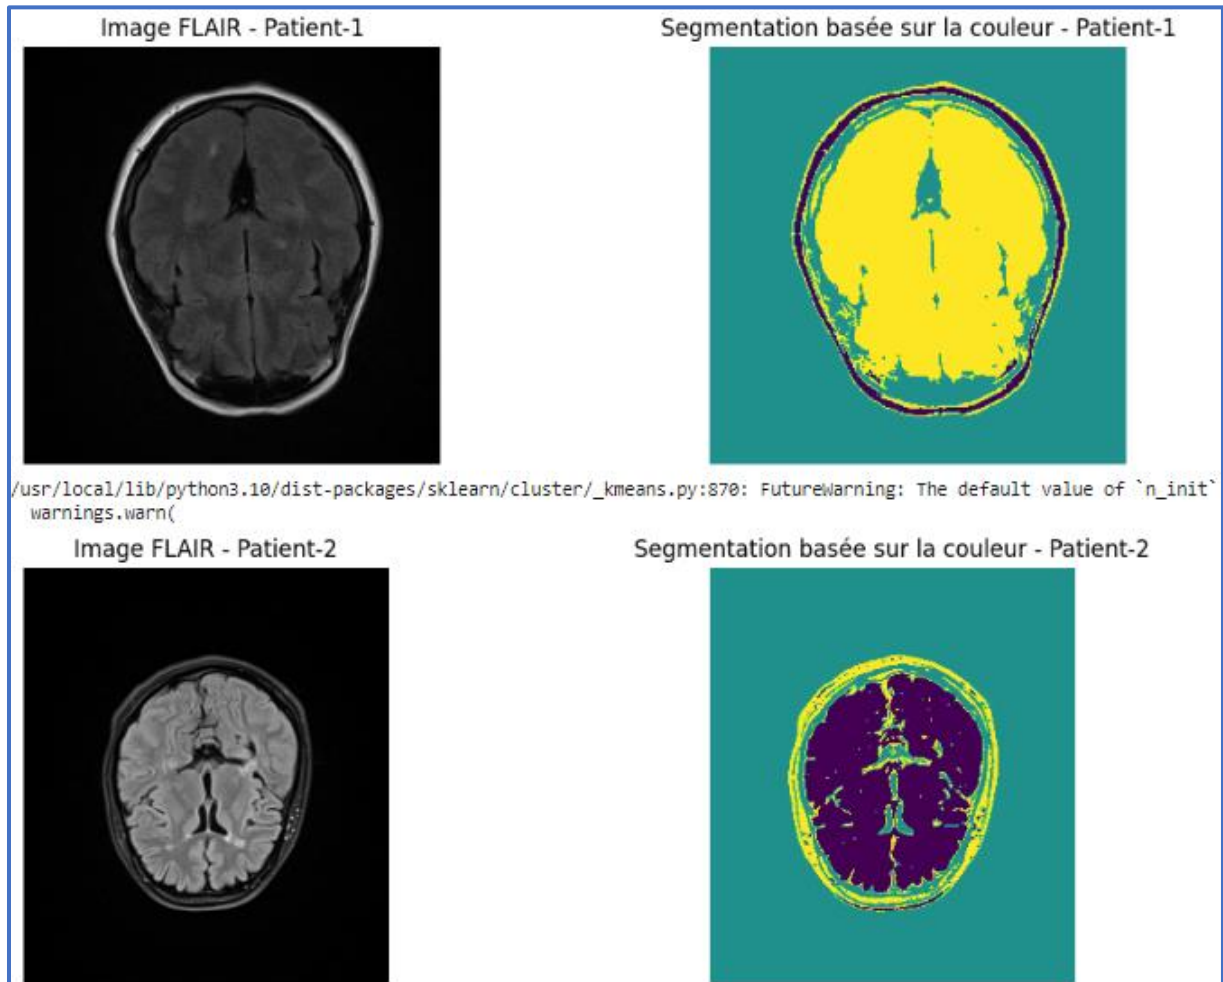 Image FLAIR - Patient-1
Segmentation basée sur la couleur - Patient-1
/usr/local/lib/python3.10/dist-packages/sklearn/cluster/_kmeans.py:870: FutureWarning: The default value of `n_init`
warnings.warn(
Image FLAIR - Patient-2
Segmentation basée sur la couleur - Patient-2